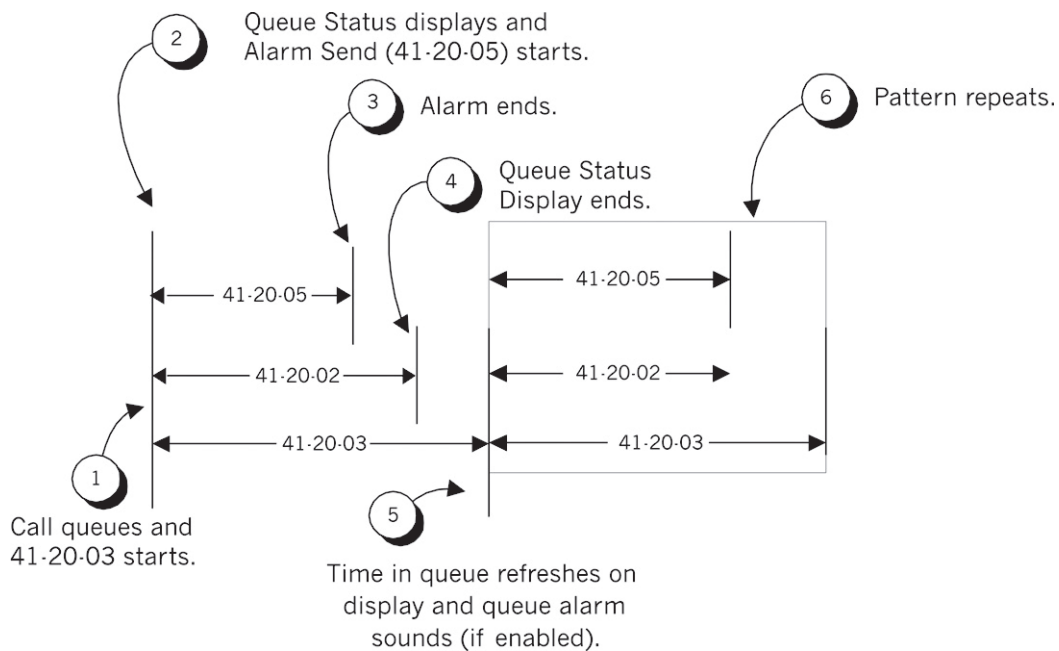 2
Queue Status displays and
Alarm Send (41-20-05) starts.
3
Alarm ends.
6
Pattern repeats.
4
Queue Status
Display ends.
41-20-05
41-20-05
41-20-02
41-20-02
41-20-03
41-20-03
1
Call queues and
41-20-03 starts.
5
Time in queue refreshes on
display and queue alarm
sounds (if enabled).